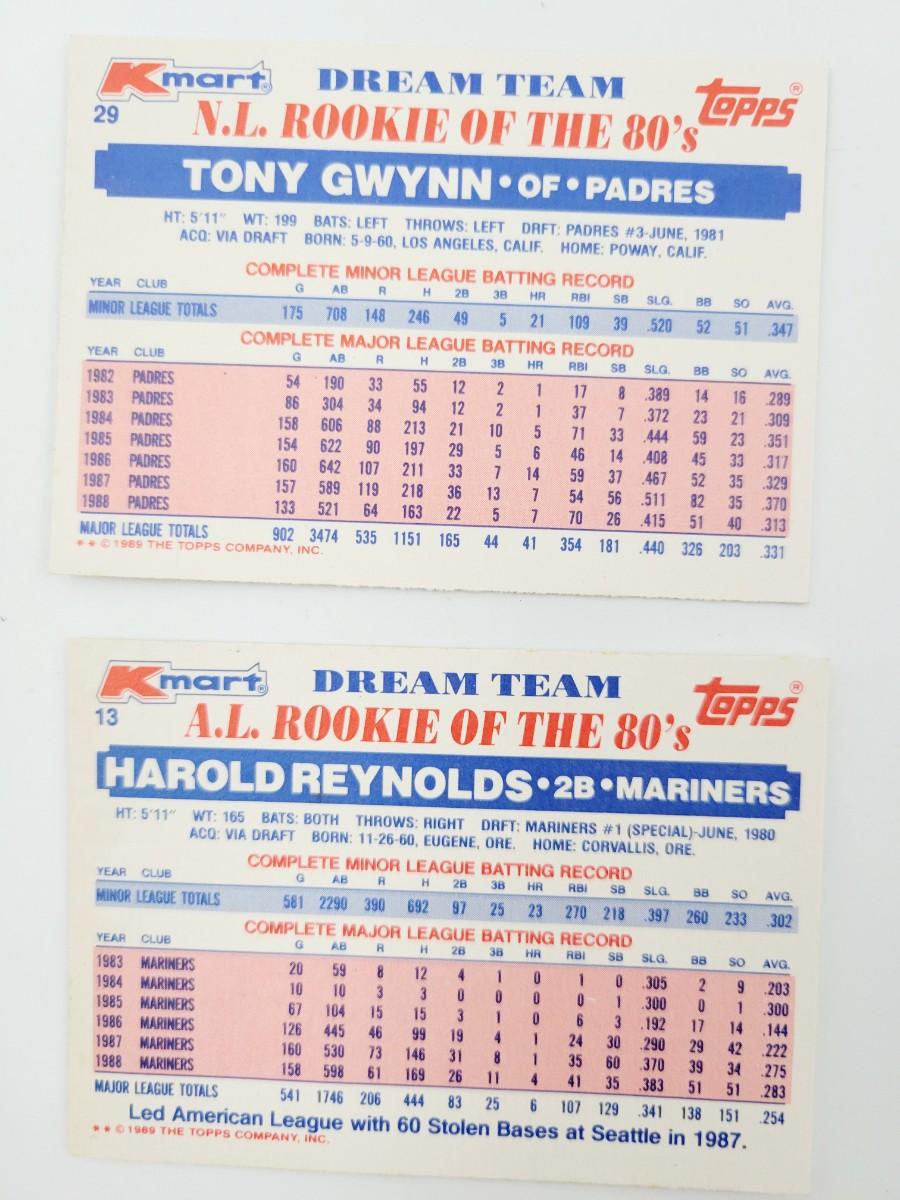 Kmart® DREAM TEAM Topps®
29 N.L. ROOKIE OF THE 80's
TONY GWYNN • OF • PADRES
HT: 5'11" WT: 199 BATS: LEFT THROWS: LEFT DRFT: PADRES #3-JUNE, 1981
ACQ: VIA DRAFT BORN: 5-9-60, LOS ANGELES, CALIF. HOME: POWAY, CALIF.
COMPLETE MINOR LEAGUE BATTING RECORD
YEAR CLUB G AB R H 2B 3B HR RBI SB SLG. BB SO AVG.
MINOR LEAGUE TOTALS 175 708 148 246 49 5 21 109 39 .520 52 51 .347
COMPLETE MAJOR LEAGUE BATTING RECORD
YEAR CLUB G AB R H 2B 3B HR RBI SB SLG. BB SO AVG.
1982 PADRES 54 190 33 55 12 2 1 17 8 .389 14 16 .289
1983 PADRES 86 304 34 94 12 2 1 37 7 .372 23 21 .309
1984 PADRES 158 606 88 213 21 10 5 71 33 .444 59 23 .351
1985 PADRES 154 622 90 197 29 5 6 46 14 .408 45 33 .317
1986 PADRES 160 642 107 211 33 7 14 59 37 .467 52 35 .329
1987 PADRES 157 589 119 218 36 13 7 54 56 .511 82 35 .370
1988 PADRES 133 521 64 163 22 5 7 70 26 .415 51 40 .313
MAJOR LEAGUE TOTALS 902 3474 535 1151 165 44 41 354 181 .440 326 203 .331
* * © 1989 THE TOPPS COMPANY, INC.
Kmart® DREAM TEAM Topps®
13 A.L. ROOKIE OF THE 80's
HAROLD REYNOLDS • 2B • MARINERS
HT: 5'11" WT: 165 BATS: BOTH THROWS: RIGHT DRFT: MARINERS #1 (SPECIAL)-JUNE, 1980
ACQ: VIA DRAFT BORN: 11-26-60, EUGENE, ORE. HOME: CORVALLIS, ORE.
COMPLETE MINOR LEAGUE BATTING RECORD
YEAR CLUB G AB R H 2B 3B HR RBI SB SLG. BB SO AVG.
MINOR LEAGUE TOTALS 581 2290 390 692 97 25 23 270 218 .397 260 233 .302
COMPLETE MAJOR LEAGUE BATTING RECORD
YEAR CLUB G AB R H 2B 3B HR RBI SB SLG. BB SO AVG.
1983 MARINERS 20 59 8 12 4 1 0 1 0 .305 2 9 .203
1984 MARINERS 10 10 3 3 0 0 0 0 1 .300 0 1 .300
1985 MARINERS 67 104 15 15 3 1 0 6 3 .192 17 14 .144
1986 MARINERS 126 445 46 99 19 4 1 24 30 .290 29 42 .222
1987 MARINERS 160 530 73 146 31 8 1 35 60 .370 39 34 .275
1988 MARINERS 158 598 61 169 26 11 4 41 35 .383 51 51 .283
MAJOR LEAGUE TOTALS 541 1746 206 444 83 25 6 107 129 .341 138 151 .254
Led American League with 60 Stolen Bases at Seattle in 1987.
* * © 1989 THE TOPPS COMPANY, INC.